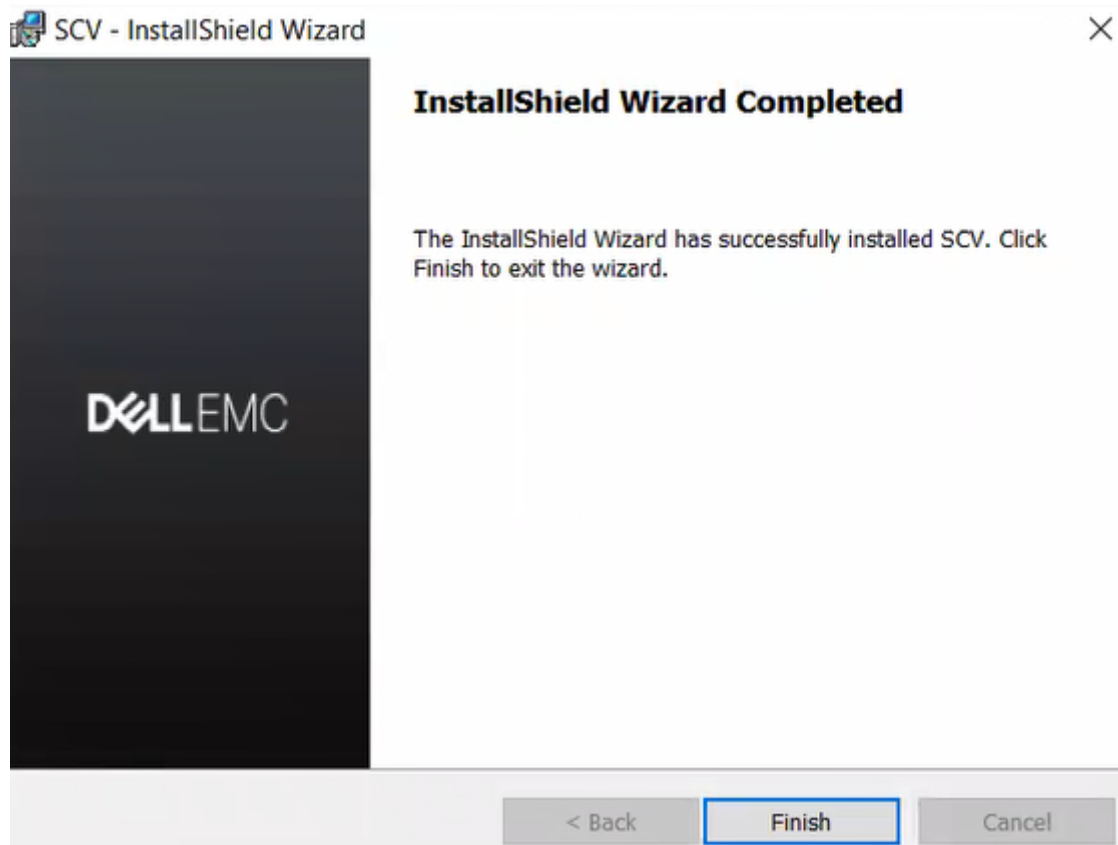 SCV - InstallShield Wizard
InstallShield Wizard Completed
The InstallShield Wizard has successfully installed SCV. Click
Finish to exit the wizard.
DELLEMC
< Back
Finish
Cancel